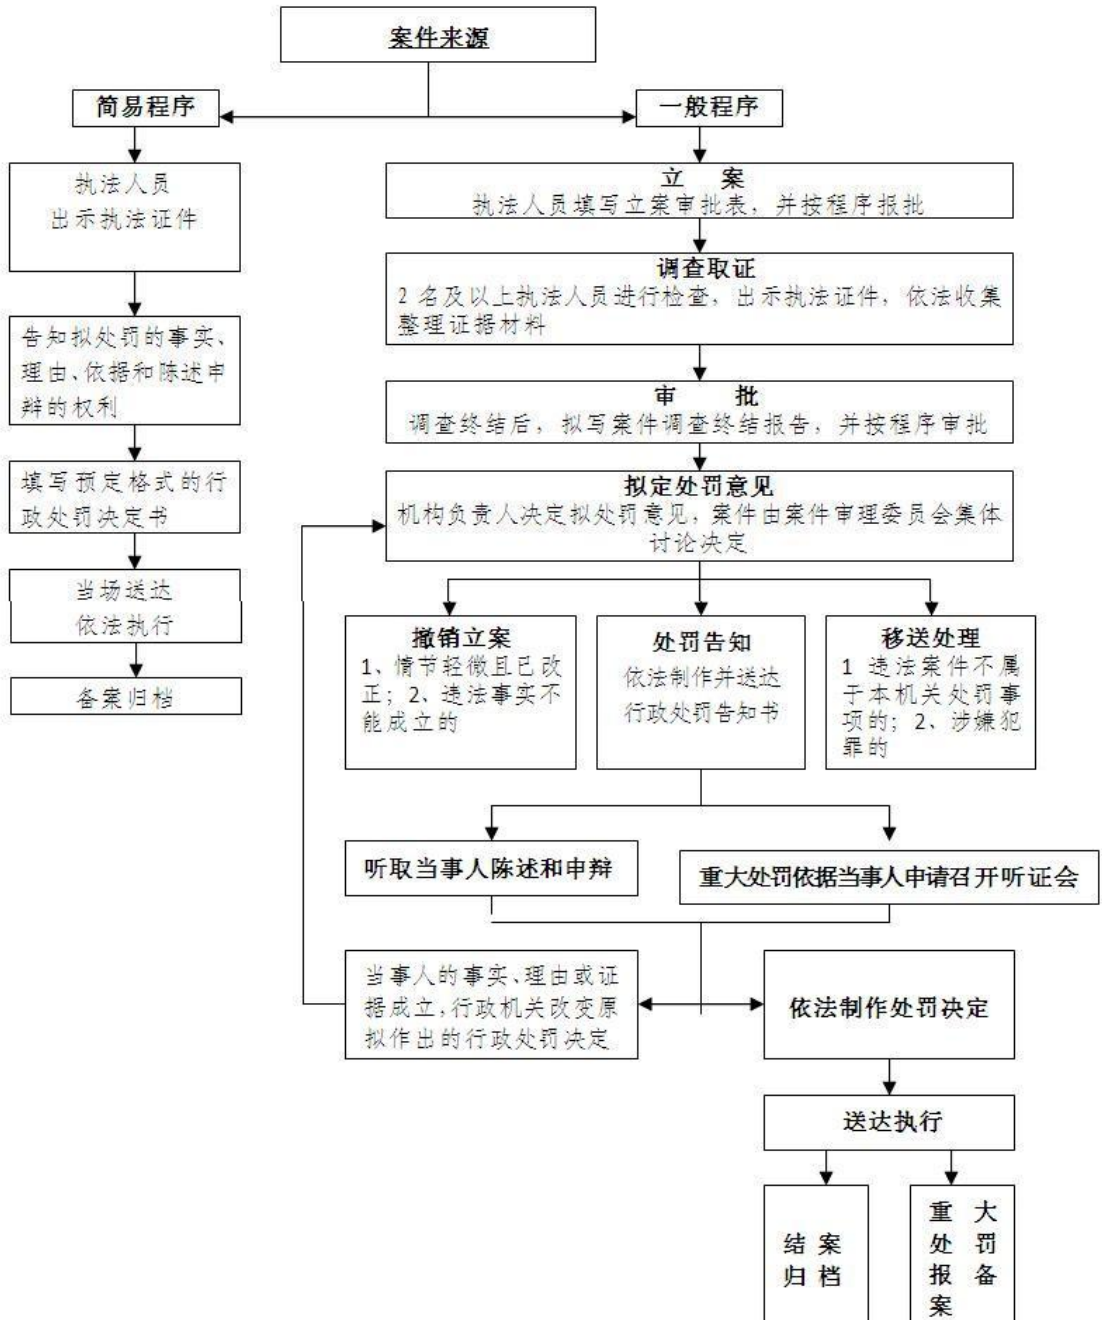 案件来源
简易程序
一般程序
执法人员
出示执法证件
告知拟处罚的事实、
理由、依据和陈述申
辩的权利
填写预定格式的行
政处罚决定书
当场送达
依法执行
备案归档
立 案
执法人员填写立案审批表，并按程序报批
调查取证
2 名及以上执法人员进行检查，出示执法证件，依法收集
整理证据材料
审 批
调查终结后，拟写案件调查终结报告，并按程序审批
拟定处罚意见
机构负责人决定拟处罚意见，案件由案件审理委员会集体
讨论决定
撤销立案
1、情节轻微且已改
正；2、违法事实不
能成立的
处罚告知
依法制作并送达
行政处罚告知书
移送处理
1 违法案件不属
于本机关处罚事
项的；2、涉嫌犯
罪的
听取当事人陈述和申辩
重大处罚依据当事人申请召开听证会
当事人的事实、理由或证
据成立，行政机关改变原
拟作出的行政处罚决定
依法制作处罚决定
送达执行
结 案
归 档
重 大
处 罚
报 备
案